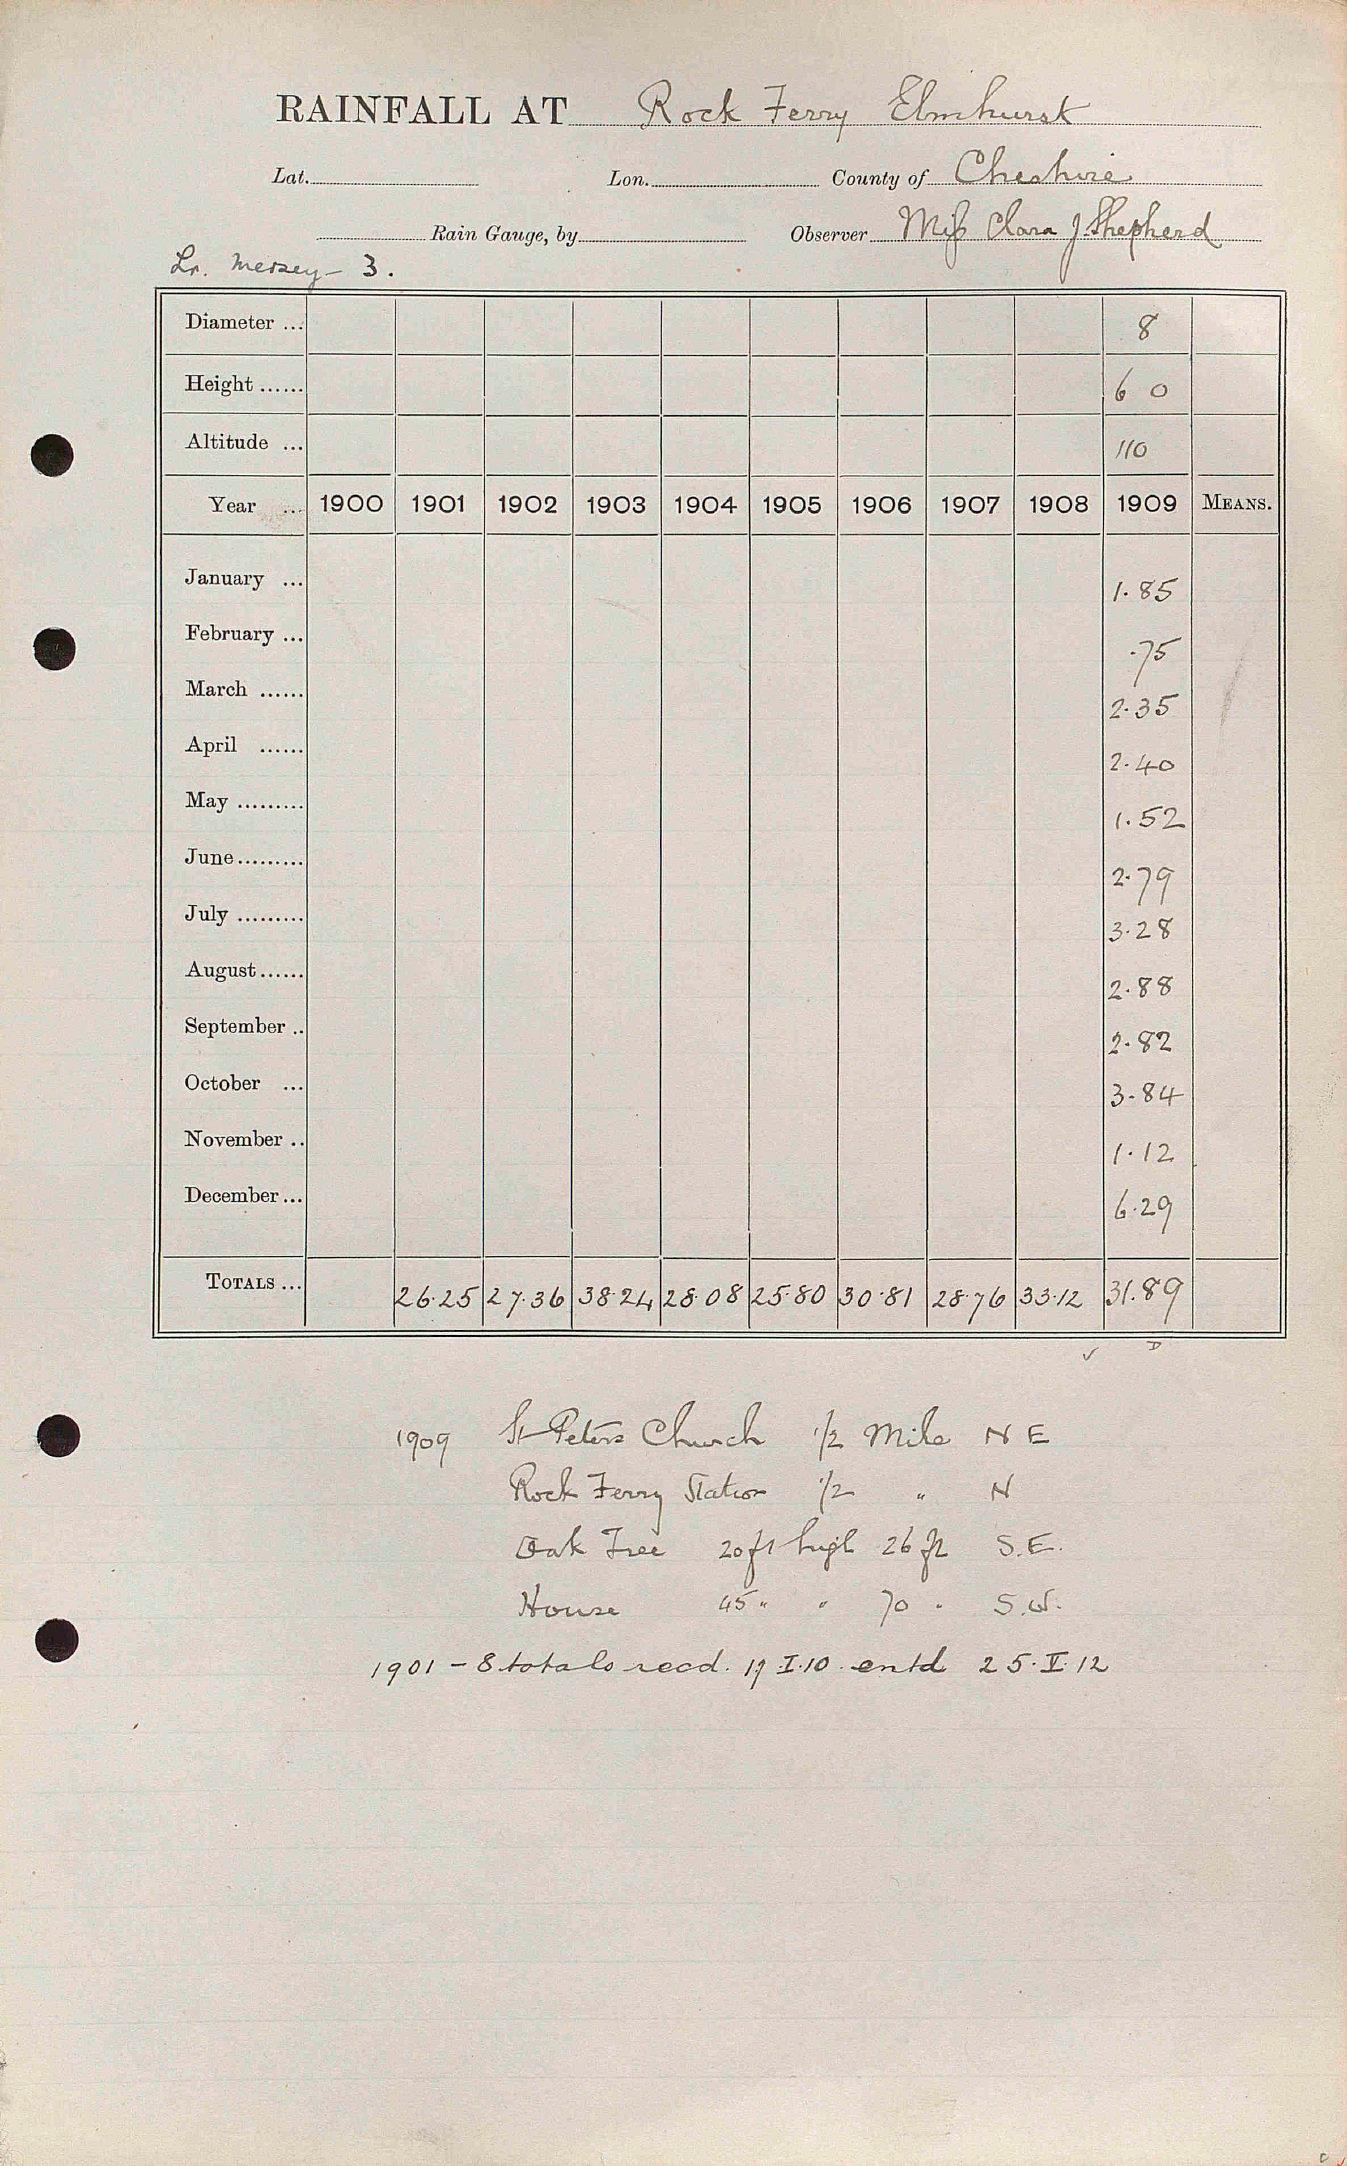 RAINFALL AT Rock Ferry Elmhurst
Lat. Lon. County of Cheshire
Rain Gauge, by Observer Miss Clara J. Shepherd
Lr. Mersey - 3.
Diameter ... 8
Height ...... 6 0
Altitude ... 110
Year ... 1900 1901 1902 1903 1904 1905 1906 1907 1908 1909 MEANS.
January ... 1.85
February ... .75
March ...... 2.35
April ...... 2.40
May ......... 1.52
June ......... 2.79
July ......... 3.28
August ...... 2.88
September .. 2.82
October ... 3.84
November .. 1.12
December ... 6.29
TOTALS ... 26.25 27.36 38.24 28.08 25.80 30.81 28.76 33.12 31.89
✓ D
1909 St Peters Church 1/2 Mile N E
Rock Ferry Station 1/2 " N
Oak Tree 20 ft high 26 ft S.E.
House 45 " " 70 " S.W.
1901 - 8 totals recd. 17.I.10. entd 25.V.12